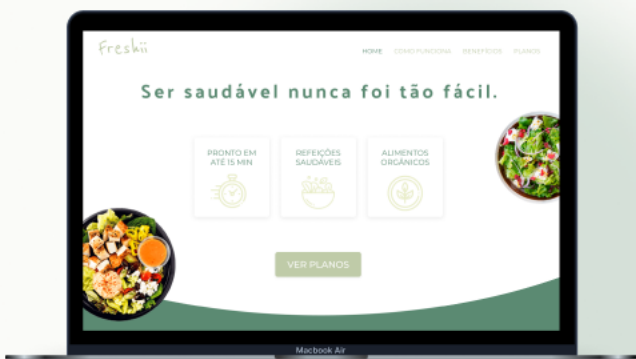 Freshii
HOME COMO FUNCIONA BENEFÍCIOS PLANOS
Ser saudável nunca foi tão fácil.
PRONTO EM
ATÉ 15 MIN
REFEIÇÕES
SAUDÁVEIS
ALIMENTOS
ORGÂNICOS
VER PLANOS
Macbook Air